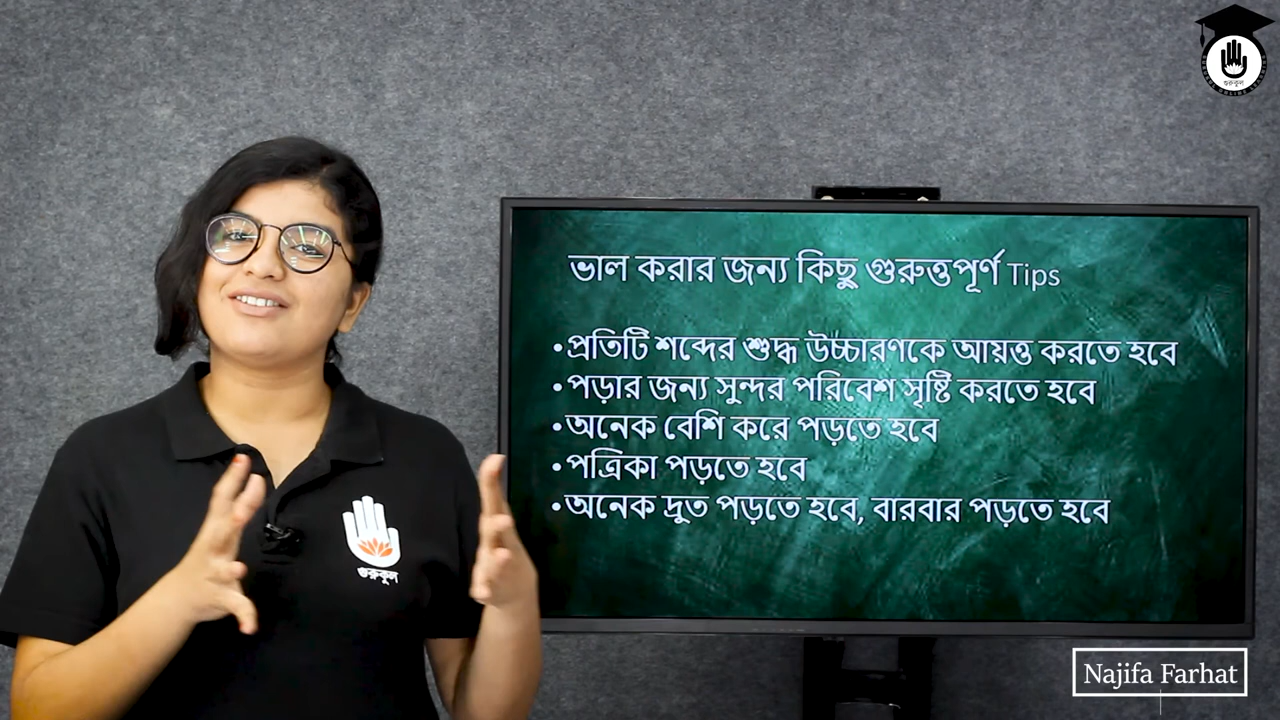 ভাল করার জন্য কিছু গুরুত্তপূর্ণ Tips
•প্রতিটি শব্দের শুদ্ধ উচ্চারণকে আয়ত্ত করতে হবে
•পড়ার জন্য সুন্দর পরিবেশ সৃষ্টি করতে হবে
•অনেক বেশি করে পড়তে হবে
•পত্রিকা পড়তে হবে
•অনেক দ্রুত পড়তে হবে, বারবার পড়তে হবে
গুরুকুল
গুরুকুল
Najifa Farhat